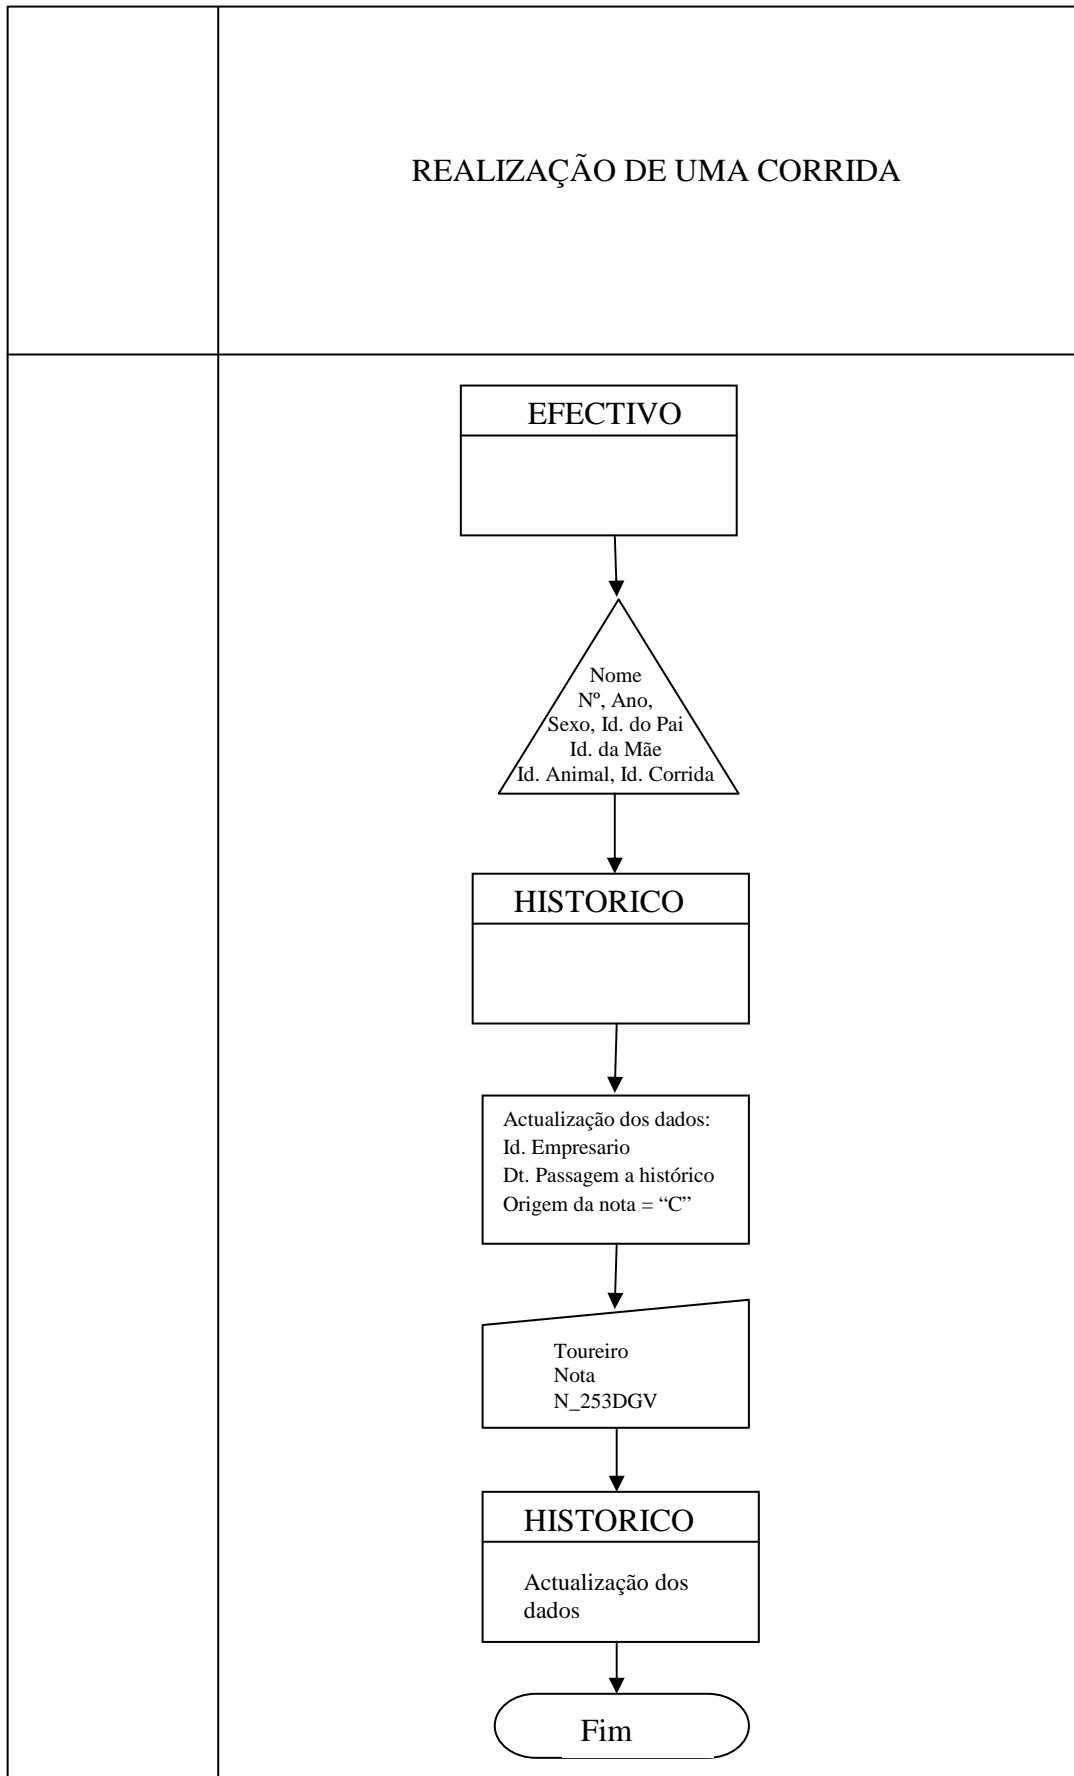 REALIZAÇÃO DE UMA CORRIDA
EFECTIVO
Nome
Nº, Ano,
Sexo, Id. do Pai
Id. da Mãe
Id. Animal, Id. Corrida
HISTORICO
Actualização dos dados:
Id. Empresario
Dt. Passagem a histórico
Origem da nota = “C”
Toureiro
Nota
N_253DGV
HISTORICO
Actualização dos
dados
Fim